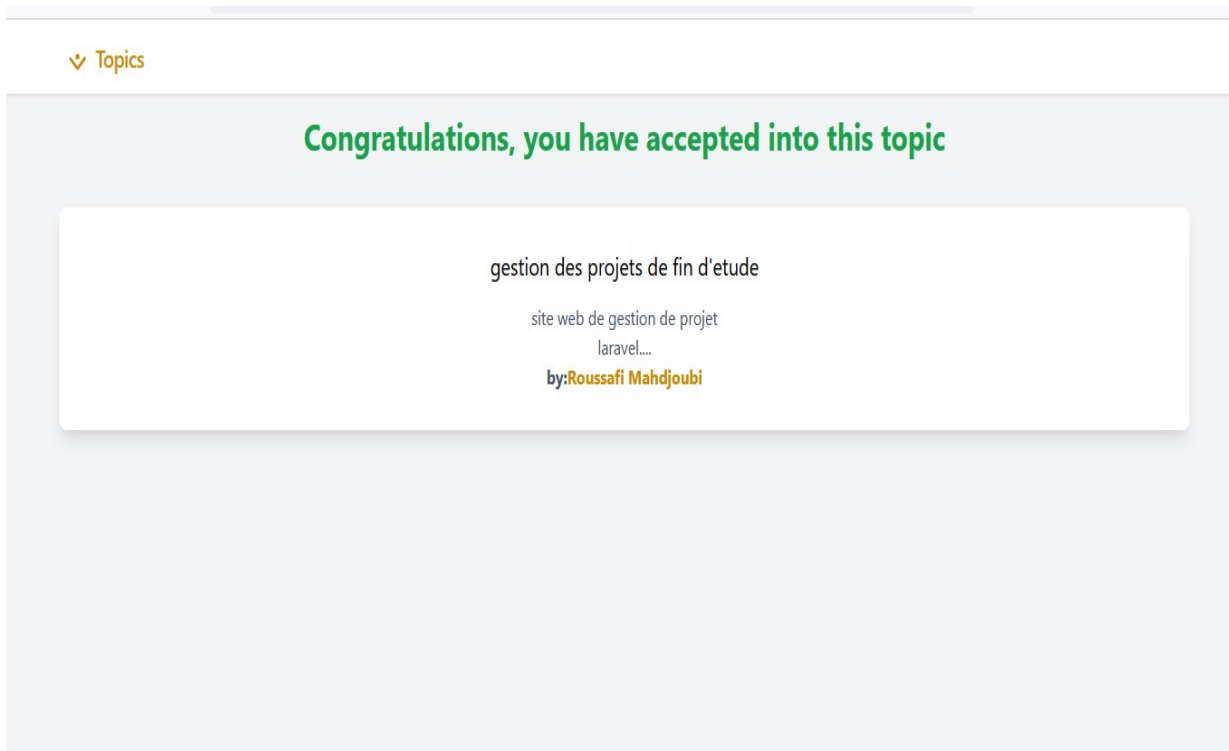 Topics
Congratulations, you have accepted into this topic
gestion des projets de fin d'etude
site web de gestion de projet
laravel....
by:Roussafi Mahdjoubi